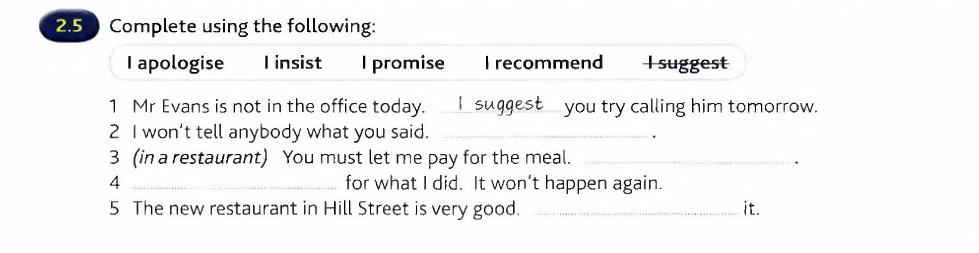 2.5 Complete using the following:
I apologise I insist I promise I recommend I suggest
1 Mr Evans is not in the office today. I suggest you try calling him tomorrow.
2 I won't tell anybody what you said. .
3 (in a restaurant) You must let me pay for the meal. .
4 for what I did. It won't happen again.
5 The new restaurant in Hill Street is very good. it.